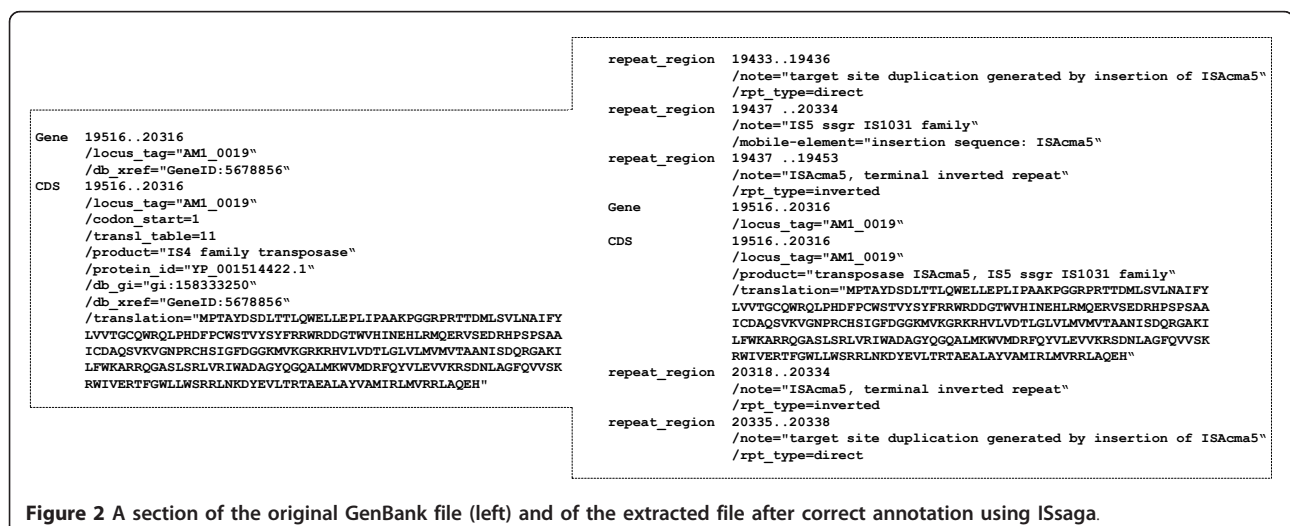 Gene 19516..20316
/locus_tag="AM1_0019“
/db_xref="GeneID:5678856“
CDS 19516..20316
/locus_tag="AM1_0019“
/codon_start=1
/transl_table=11
/product="IS4 family transposase“
/protein_id="YP_001514422.1“
/db_gi="gi:158333250“
/db_xref="GeneID:5678856“
/translation="MPTAYDSDLTTLQWELLEPLIPAAKPGGRPRTTDMLSVLNAIFY
LVVTGCQWRQLPHDFPCWSTVYSYFRRWRDDGTWVHINEHLRMQERVSEDRHPSPSAA
ICDAQSVKVGNPRCHSIGFDGGKMVKGRKRHVLVDTLGLVLMVMVTAANISDQRGAKI
LFWKARRQGASLSRLVRIWADAGYQGQALMKWVMDRFQYVLEVVKRSDNLAGFQVVSK
RWIVERTFGWLLWSRRLNKDYEVLTRTAEALAYVAMIRLMVRRLAQEH"
repeat_region 19433..19436
/note="target site duplication generated by insertion of ISAcma5“
/rpt_type=direct
repeat_region 19437 ..20334
/note="IS5 ssgr IS1031 family“
/mobile-element="insertion sequence: ISAcma5“
repeat_region 19437 ..19453
/note="ISAcma5, terminal inverted repeat“
/rpt_type=inverted
Gene 19516..20316
/locus_tag="AM1_0019“
CDS 19516..20316
/locus_tag="AM1_0019“
/product="transposase ISAcma5, IS5 ssgr IS1031 family“
/translation="MPTAYDSDLTTLQWELLEPLIPAAKPGGRPRTTDMLSVLNAIFY
LVVTGCQWRQLPHDFPCWSTVYSYFRRWRDDGTWVHINEHLRMQERVSEDRHPSPSAA
ICDAQSVKVGNPRCHSIGFDGGKMVKGRKRHVLVDTLGLVLMVMVTAANISDQRGAKI
LFWKARRQGASLSRLVRIWADAGYQGQALMKWVMDRFQYVLEVVKRSDNLAGFQVVSK
RWIVERTFGWLLWSRRLNKDYEVLTRTAEALAYVAMIRLMVRRLAQEH“
repeat_region 20318..20334
/note="ISAcma5, terminal inverted repeat“
/rpt_type=inverted
repeat_region 20335..20338
/note="target site duplication generated by insertion of ISAcma5“
/rpt_type=direct
Figure 2 A section of the original GenBank file (left) and of the extracted file after correct annotation using ISsaga.